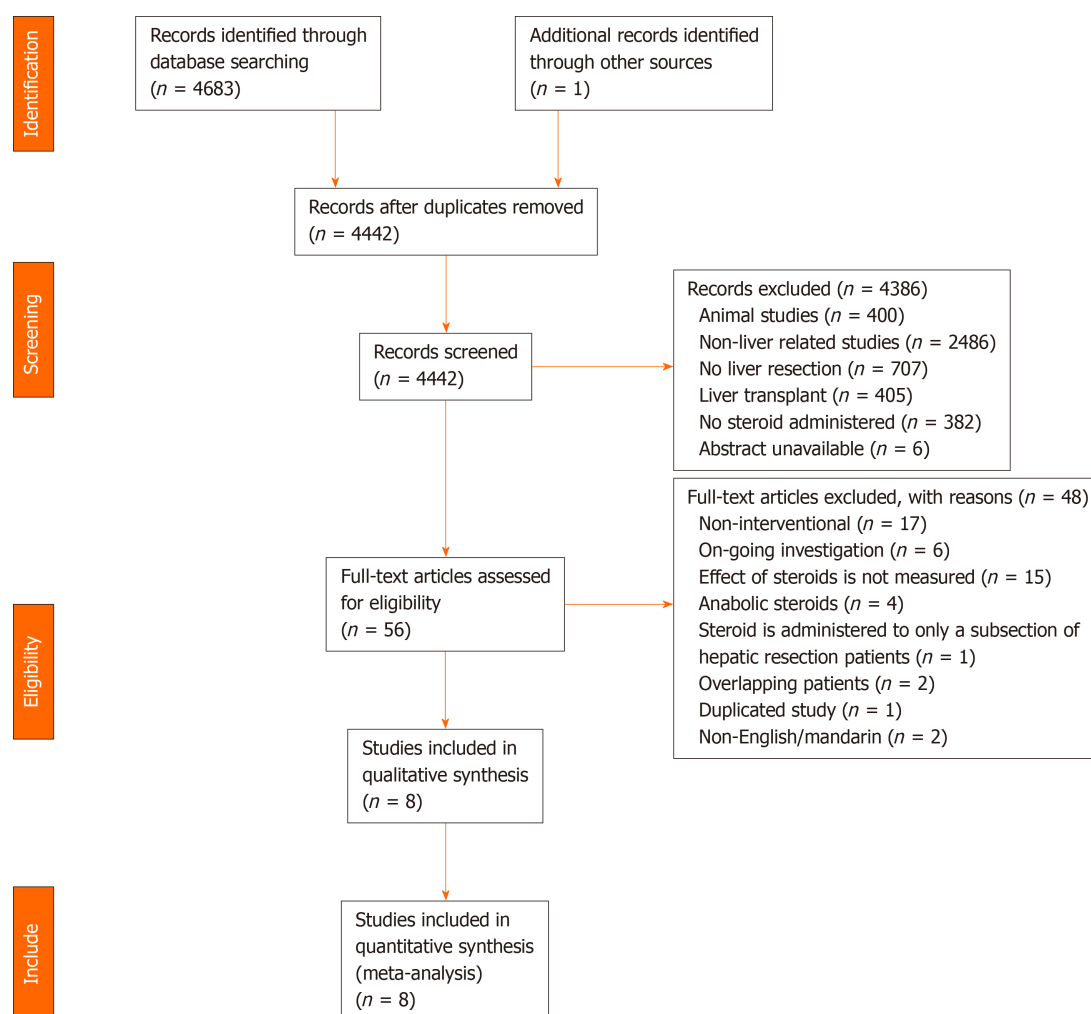 Identification
Records identified through
database searching
(n = 4683)
Additional records identified
through other sources
(n = 1)
Records after duplicates removed
(n = 4442)
Screening
Records screened
(n = 4442)
Records excluded (n = 4386)
Animal studies (n = 400)
Non-liver related studies (n = 2486)
No liver resection (n = 707)
Liver transplant (n = 405)
No steroid administered (n = 382)
Abstract unavailable (n = 6)
Eligibility
Full-text articles assessed
for eligibility
(n = 56)
Full-text articles excluded, with reasons (n = 48)
Non-interventional (n = 17)
On-going investigation (n = 6)
Effect of steroids is not measured (n = 15)
Anabolic steroids (n = 4)
Steroid is administered to only a subsection of
hepatic resection patients (n = 1)
Overlapping patients (n = 2)
Duplicated study (n = 1)
Non-English/mandarin (n = 2)
Studies included in
qualitative synthesis
(n = 8)
Include
Studies included in
quantitative synthesis
(meta-analysis)
(n = 8)